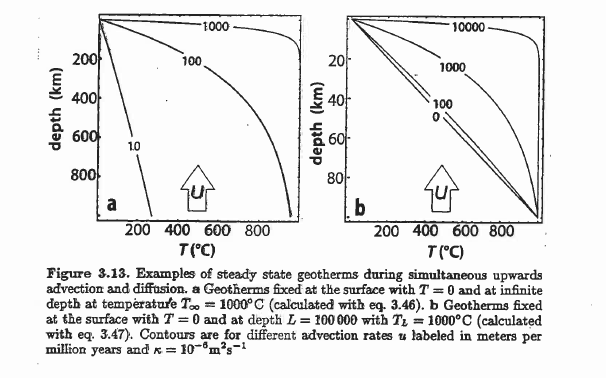 1000
10000
200
100
20
1000
400
40
100
0
depth (km)
depth (km)
600
10
60
800
80
U
U
a
b
200 400 600 800
200 400 600 800
T (°C)
T (°C)
Figure 3.13. Examples of steady state geotherms during simultaneous upwards
advection and diffusion. a Geotherms fixed at the surface with T = 0 and at infinite
depth at temperature T∞ = 1000°C (calculated with eq. 3.46). b Geotherms fixed
at the surface with T = 0 and at depth L = 100 000 with TL = 1000°C (calculated
with eq. 3.47). Contours are for different advection rates u labeled in meters per
million years and κ = 10⁻⁶m²s⁻¹